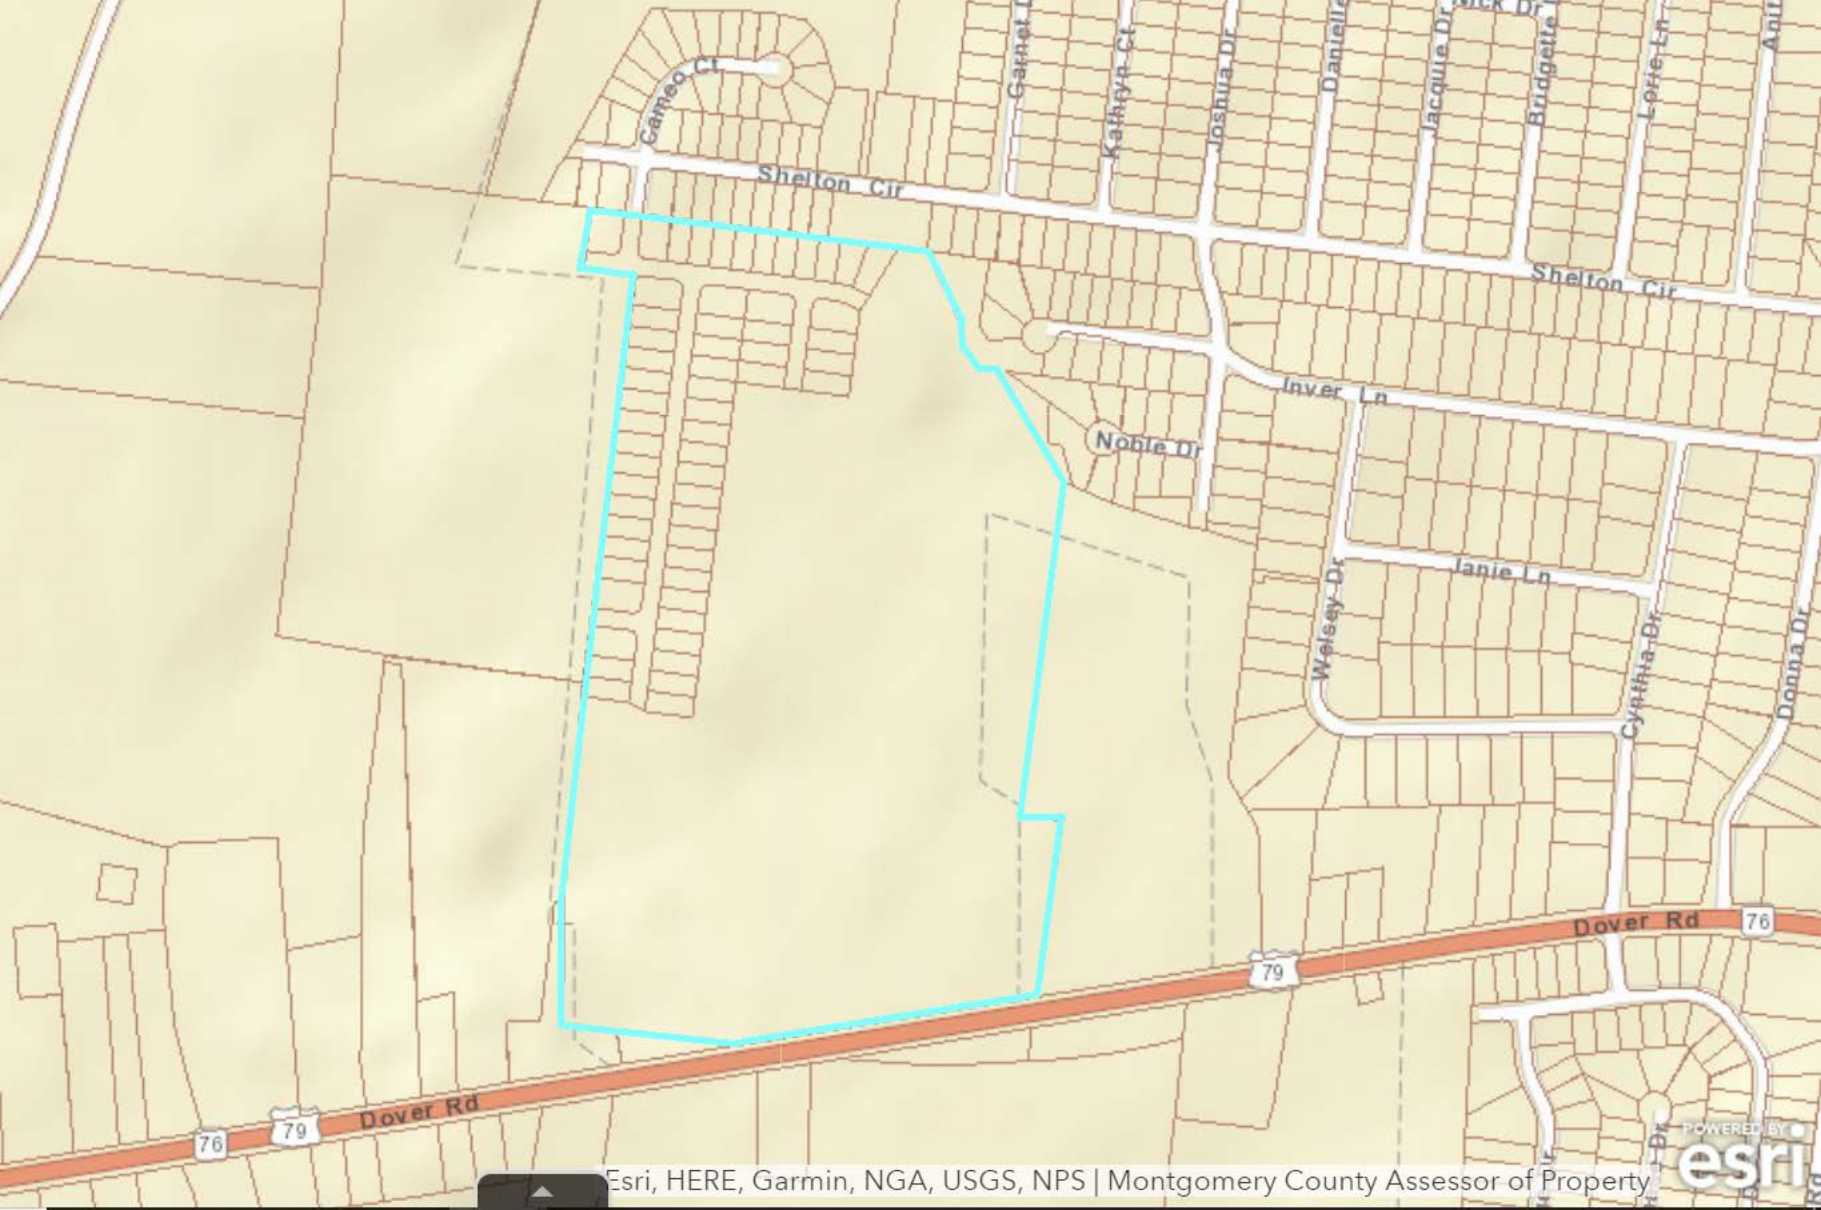 Nick Dr
Cameo Ct
Garnet
Kathryn Ct
Joshua Dr
Danielle
Jacquie Dr
Bridgette
Lorie Ln
Shelton Cir
Shelton Cir
Inver Ln
Noble Dr
Janie Ln
Welsey Dr
Cynthia Dr
Donna Dr
Dover Rd
76
79
Dover Rd
79
76
POWERED BY
esri
Esri, HERE, Garmin, NGA, USGS, NPS | Montgomery County Assessor of Property